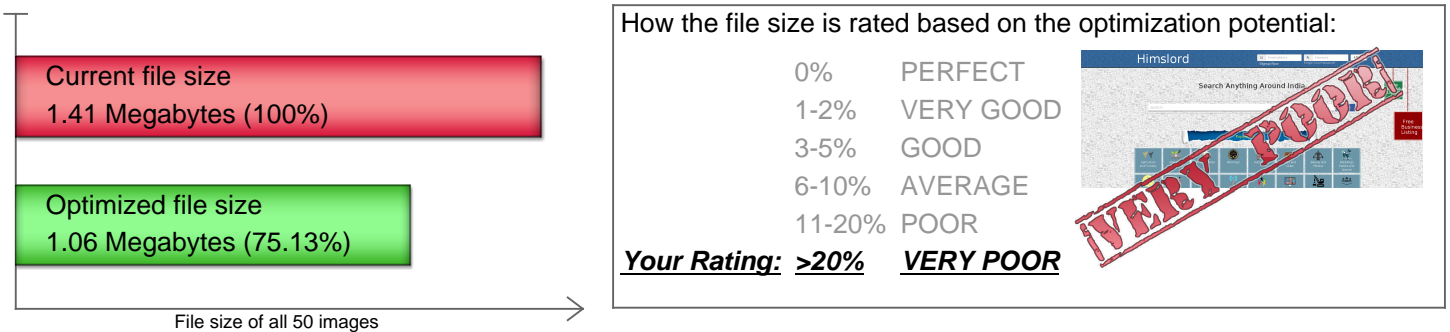 Current file size
1.41 Megabytes (100%)
Optimized file size
1.06 Megabytes (75.13%)
File size of all 50 images
How the file size is rated based on the optimization potential:
0% PERFECT
1-2% VERY GOOD
3-5% GOOD
6-10% AVERAGE
11-20% POOR
Your Rating: >20% VERY POOR
Himslord
Search Anything Around India
Free
Business
Listing
VERY POOR!